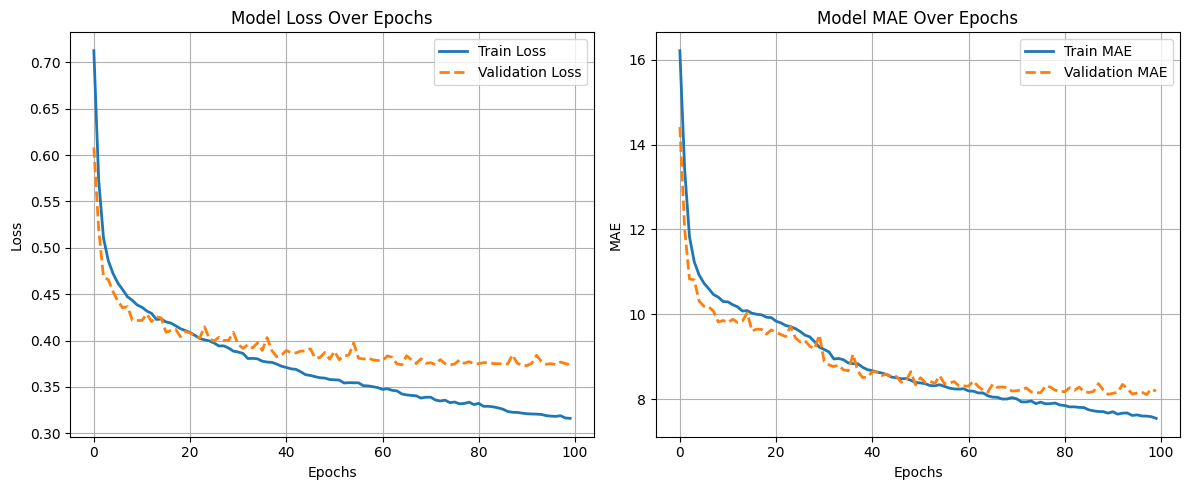 Model Loss Over Epochs
Train Loss
Validation Loss
Loss
0.70
0.65
0.60
0.55
0.50
0.45
0.40
0.35
0.30
0 20 40 60 80 100
Epochs
Model MAE Over Epochs
Train MAE
Validation MAE
MAE
16
14
12
10
8
0 20 40 60 80 100
Epochs